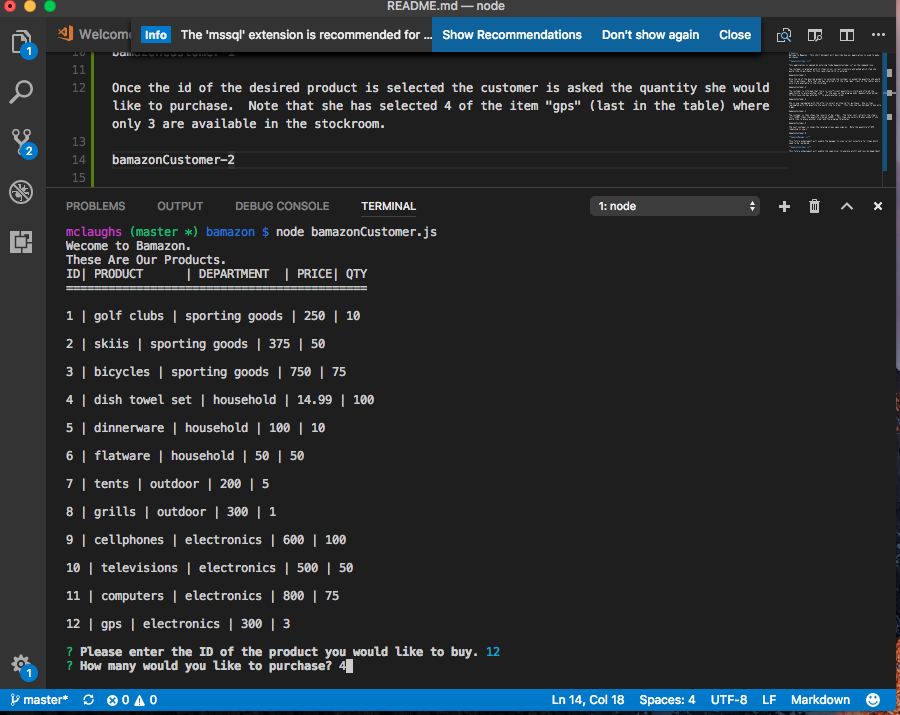 README.md — node
Welcome
Info The 'mssql' extension is recommended for ... Show Recommendations Don't show again Close
10 bamazonCustomer-1
11
12 Once the id of the desired product is selected the customer is asked the quantity she would
like to purchase.  Note that she has selected 4 of the item "gps" (last in the table) where
only 3 are available in the stockroom.
13
14 bamazonCustomer-2
15
1
2
PROBLEMS OUTPUT DEBUG CONSOLE TERMINAL 1: node
mclaughs (master *) bamazon $ node bamazonCustomer.js
Wecome to Bamazon.
These Are Our Products.
ID| PRODUCT      | DEPARTMENT  | PRICE| QTY
===========================================
1 | golf clubs | sporting goods | 250 | 10
2 | skiis | sporting goods | 375 | 50
3 | bicycles | sporting goods | 750 | 75
4 | dish towel set | household | 14.99 | 100
5 | dinnerware | household | 100 | 10
6 | flatware | household | 50 | 50
7 | tents | outdoor | 200 | 5
8 | grills | outdoor | 300 | 1
9 | cellphones | electronics | 600 | 100
10 | televisions | electronics | 500 | 50
11 | computers | electronics | 800 | 75
12 | gps | electronics | 300 | 3
? Please enter the ID of the product you would like to buy. 12
? How many would you like to purchase? 4
1
master* 0 0 Ln 14, Col 18 Spaces: 4 UTF-8 LF Markdown